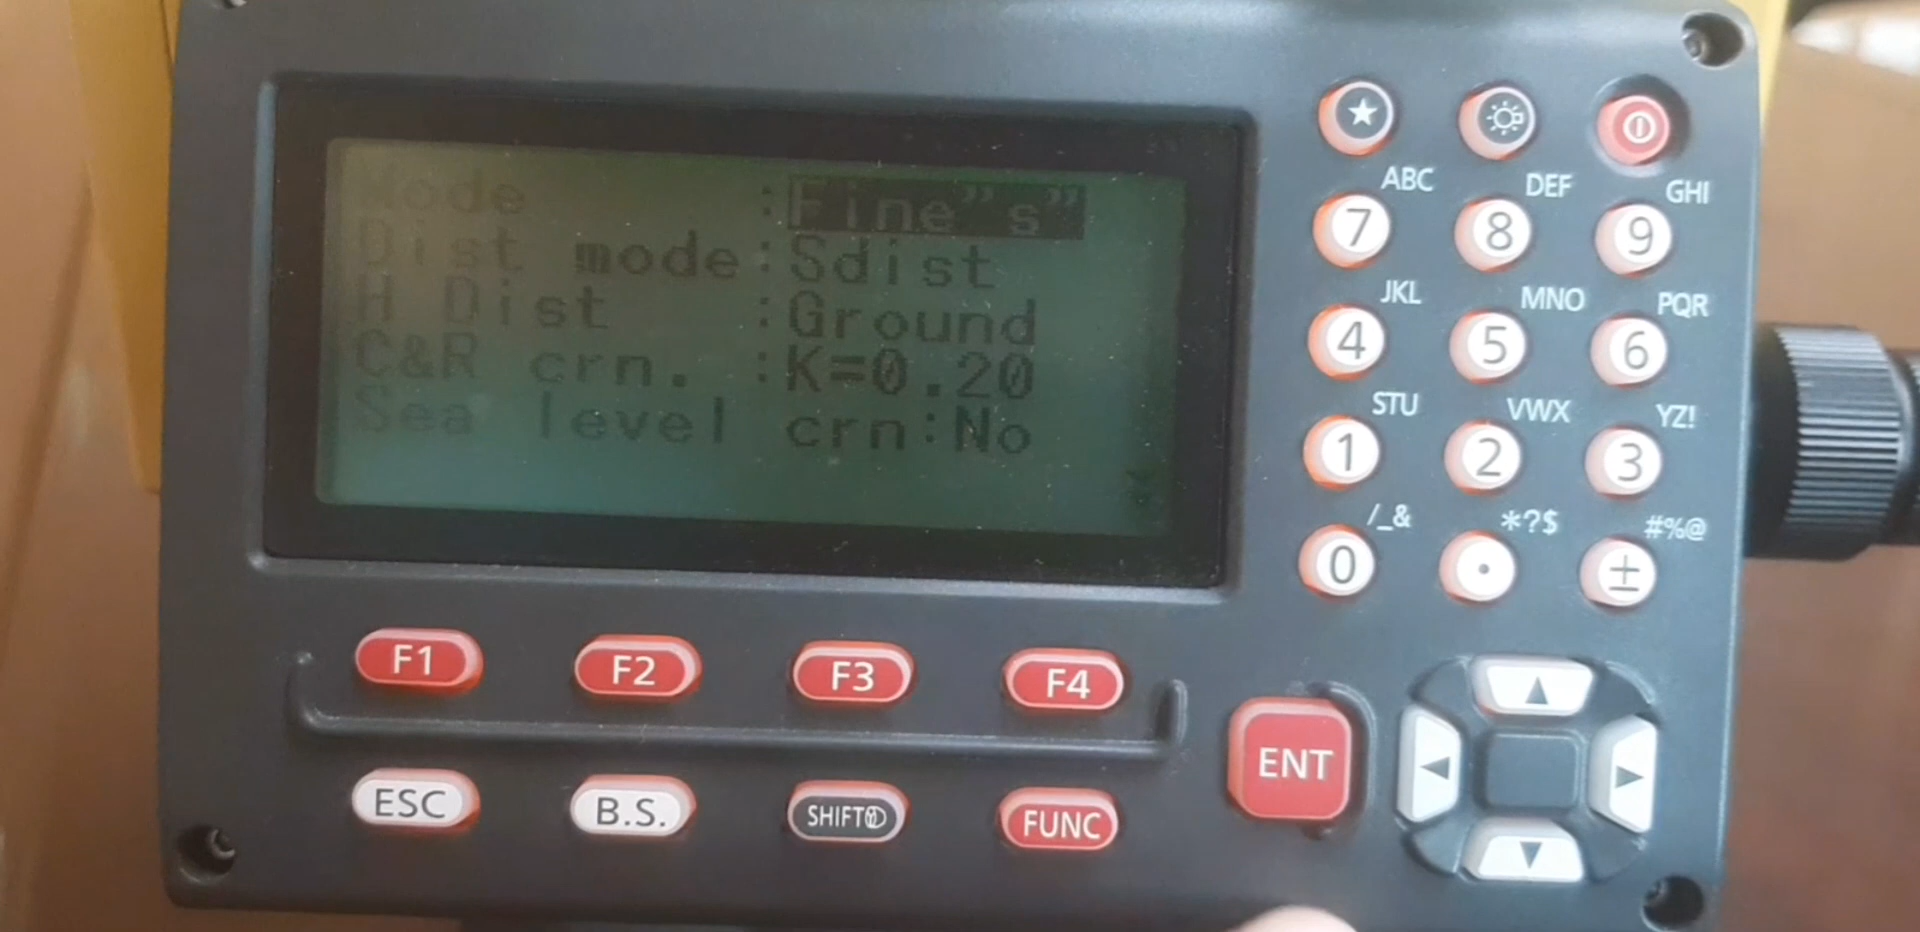 Mode : Fine"s"
Dist mode : Sdist
H Dist : Ground
C&R crn. : K=0.20
Sea level crn : No
ABC DEF GHI
7 8 9
JKL MNO PQR
4 5 6
STU VWX YZ!
1 2 3
/_& *?$ #%@
0 . ±
F1 F2 F3 F4
ENT
ESC B.S. SHIFT FUNC